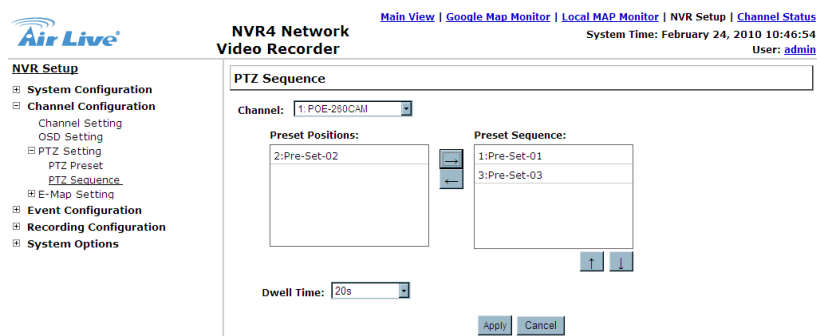 Air Live®
NVR4 Network
Video Recorder
Main View | Google Map Monitor | Local MAP Monitor | NVR Setup | Channel Status
System Time: February 24, 2010 10:46:54
User: admin
NVR Setup
System Configuration
Channel Configuration
Channel Setting
OSD Setting
PTZ Setting
PTZ Preset
PTZ Sequence
E-Map Setting
Event Configuration
Recording Configuration
System Options
PTZ Sequence
Channel: 1: POE-260CAM
Preset Positions:
2:Pre-Set-02
→
←
Preset Sequence:
1:Pre-Set-01
3:Pre-Set-03
↑ ↓
Dwell Time: 20s
Apply Cancel